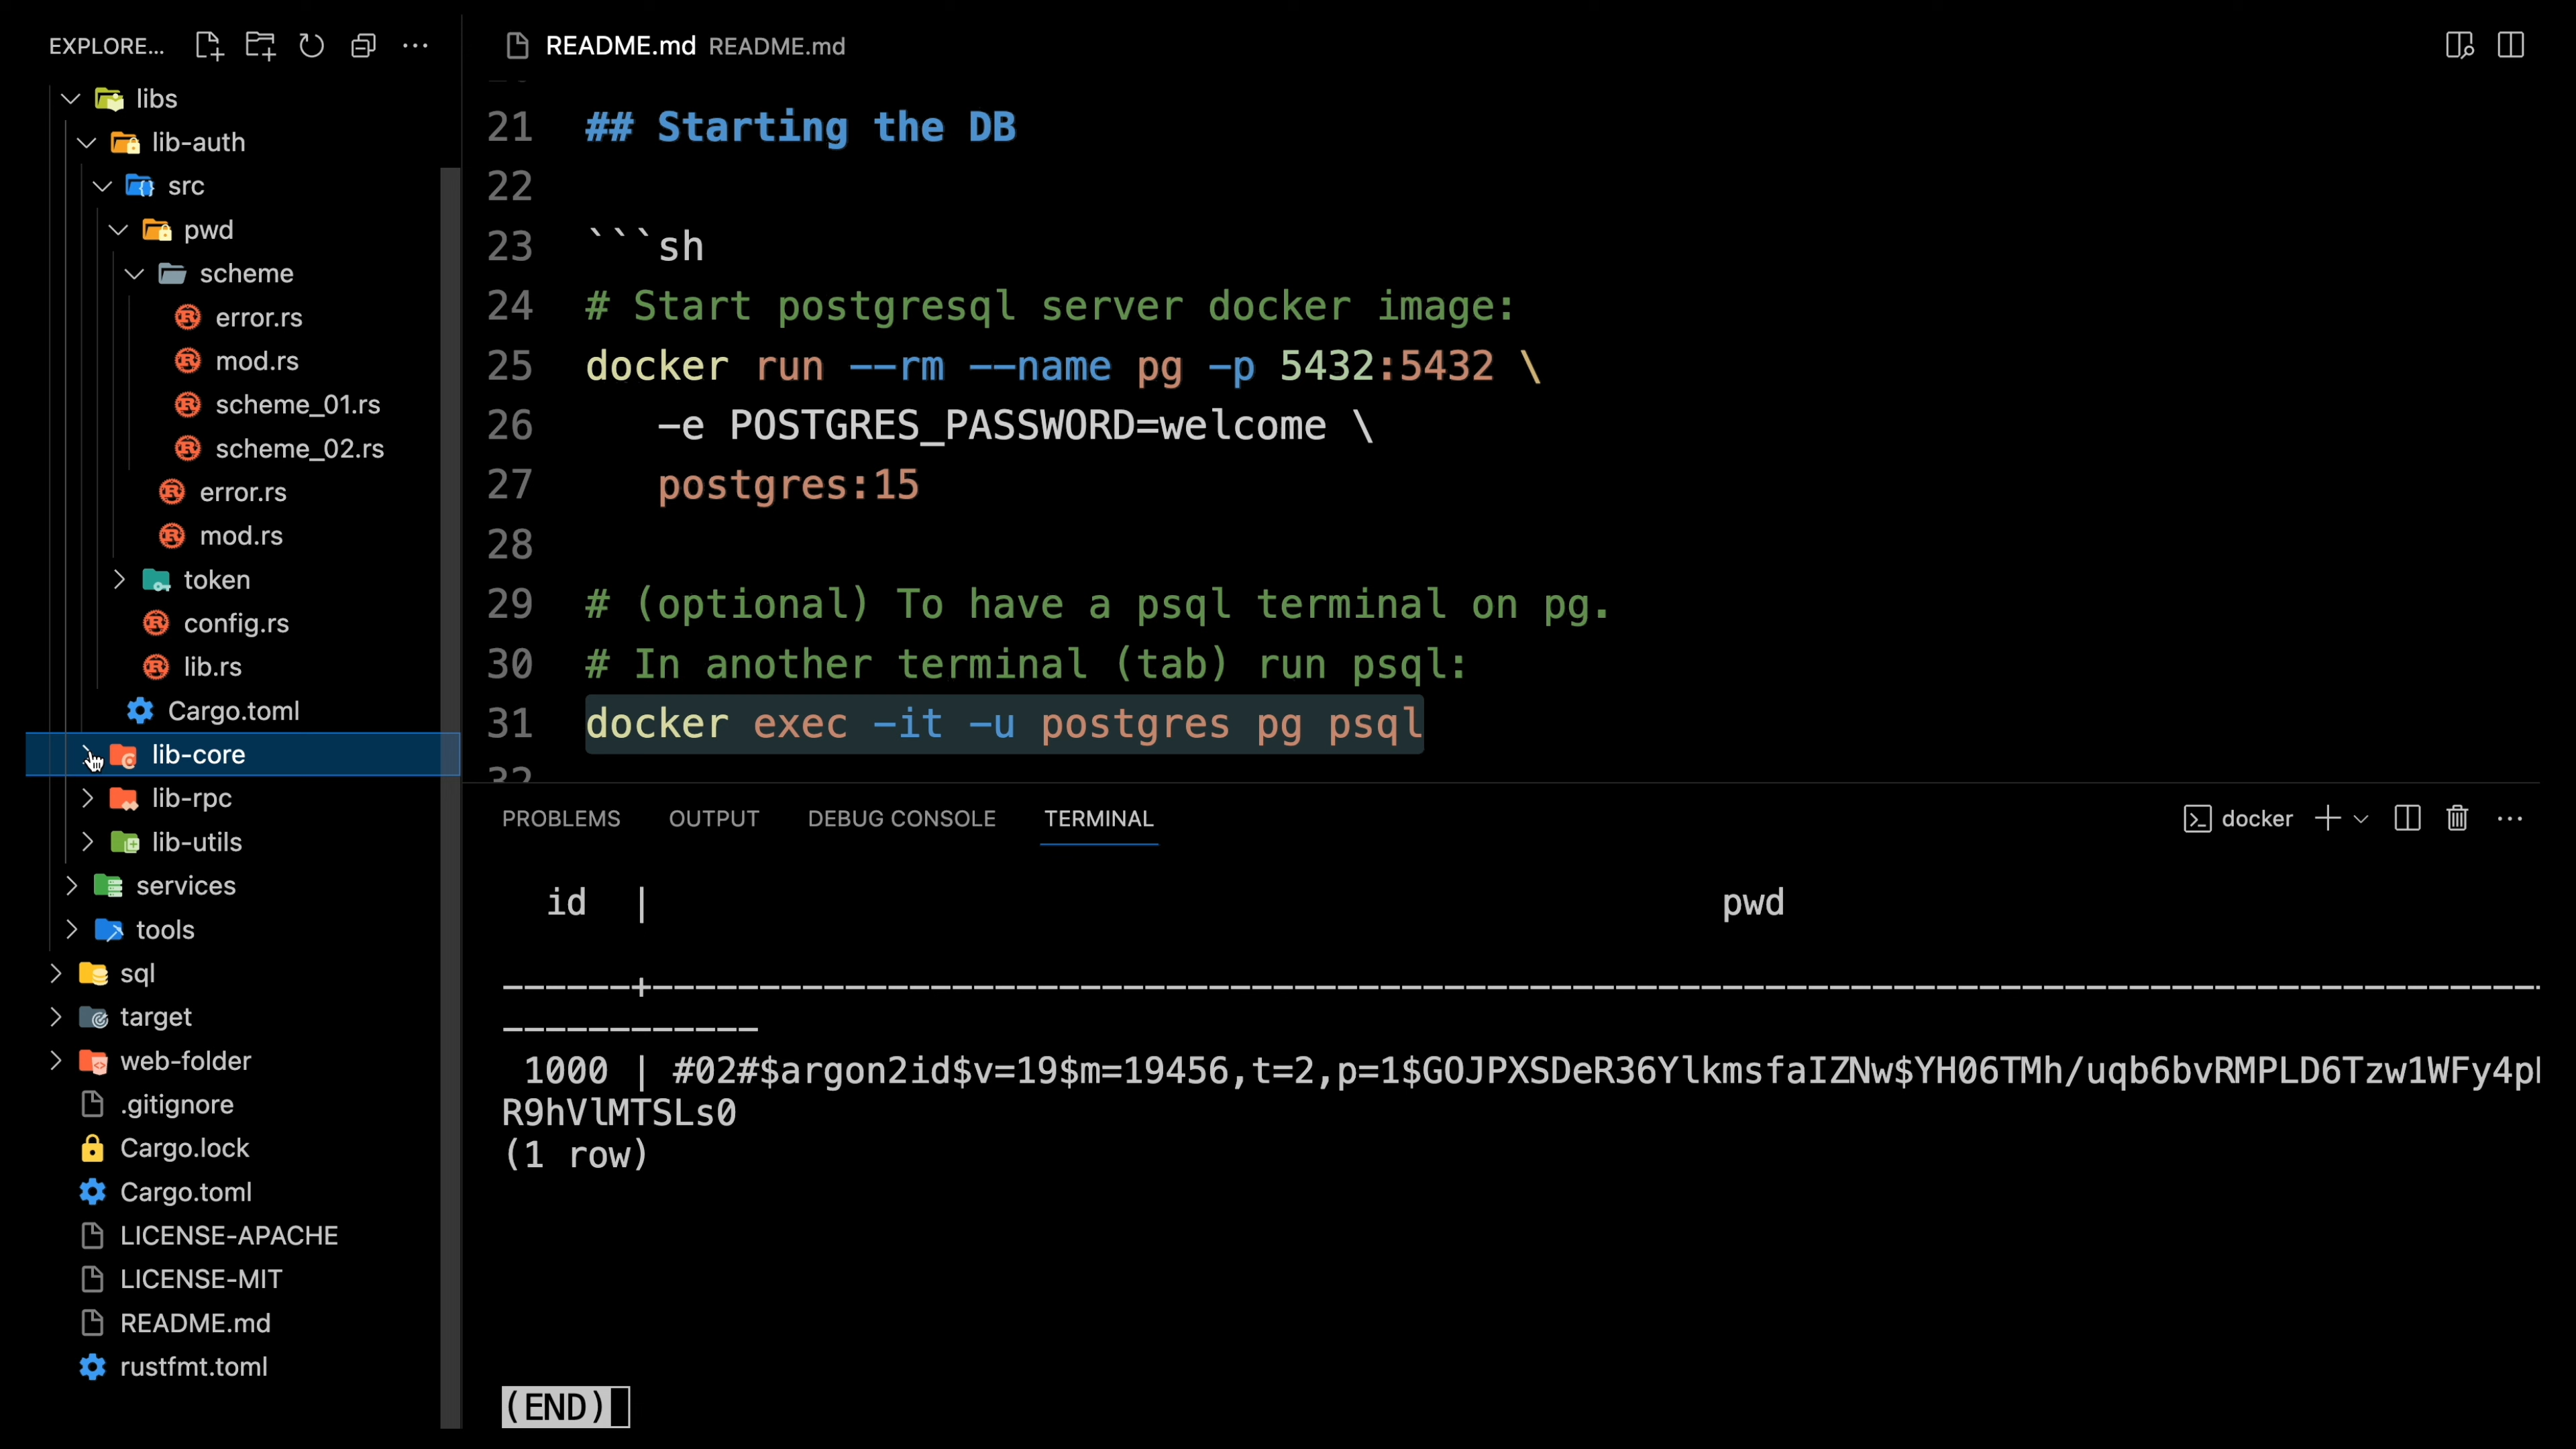 EXPLORE...
libs
lib-auth
src
pwd
scheme
error.rs
mod.rs
scheme_01.rs
scheme_02.rs
error.rs
mod.rs
token
config.rs
lib.rs
Cargo.toml
lib-core
lib-rpc
lib-utils
services
tools
sql
target
web-folder
.gitignore
Cargo.lock
Cargo.toml
LICENSE-APACHE
LICENSE-MIT
README.md
rustfmt.toml
README.md README.md
21 ## Starting the DB
22
23 ```sh
24 # Start postgresql server docker image:
25 docker run --rm --name pg -p 5432:5432 \
26 -e POSTGRES_PASSWORD=welcome \
27 postgres:15
28
29 # (optional) To have a psql terminal on pg.
30 # In another terminal (tab) run psql:
31 docker exec -it -u postgres pg psql
32
PROBLEMS OUTPUT DEBUG CONSOLE TERMINAL docker
id | pwd
------+----------------------------------------------------------------------------------------
------------
1000 | #02#$argon2id$v=19$m=19456,t=2,p=1$GOJPXSDeR36YlkmsfaIZNw$YH06TMh/uqb6bvRMPLD6Tzw1WFy4p
R9hVlMTSLs0
(1 row)
(END)